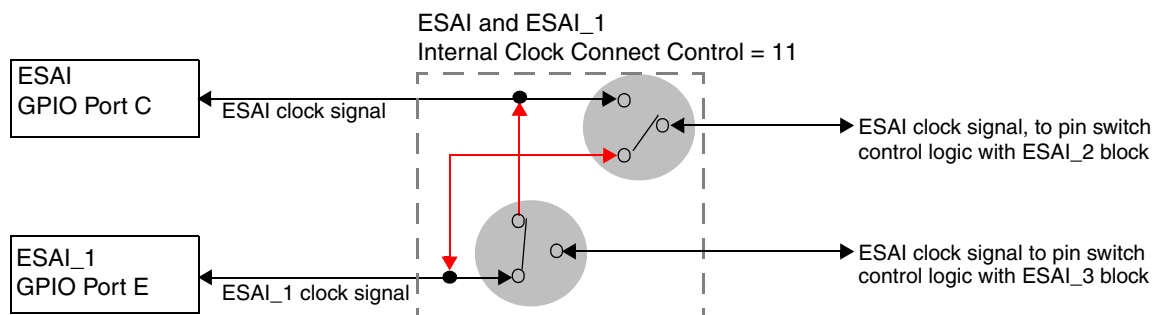 ESAI and ESAI_1
Internal Clock Connect Control = 11
ESAI
GPIO Port C
ESAI clock signal
ESAI clock signal, to pin switch
control logic with ESAI_2 block
ESAI_1
GPIO Port E
ESAI_1 clock signal
ESAI clock signal to pin switch
control logic with ESAI_3 block